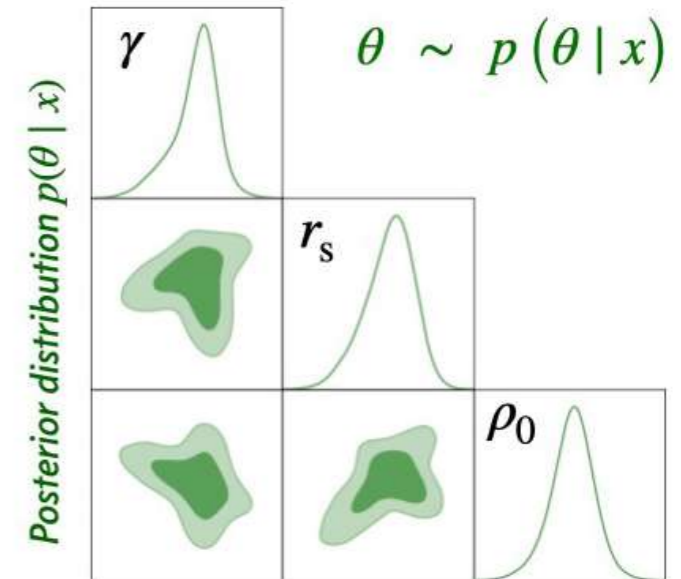 Posterior distribution p(θ | x)
γ
θ ~ p (θ | x)
r_s
ρ_0